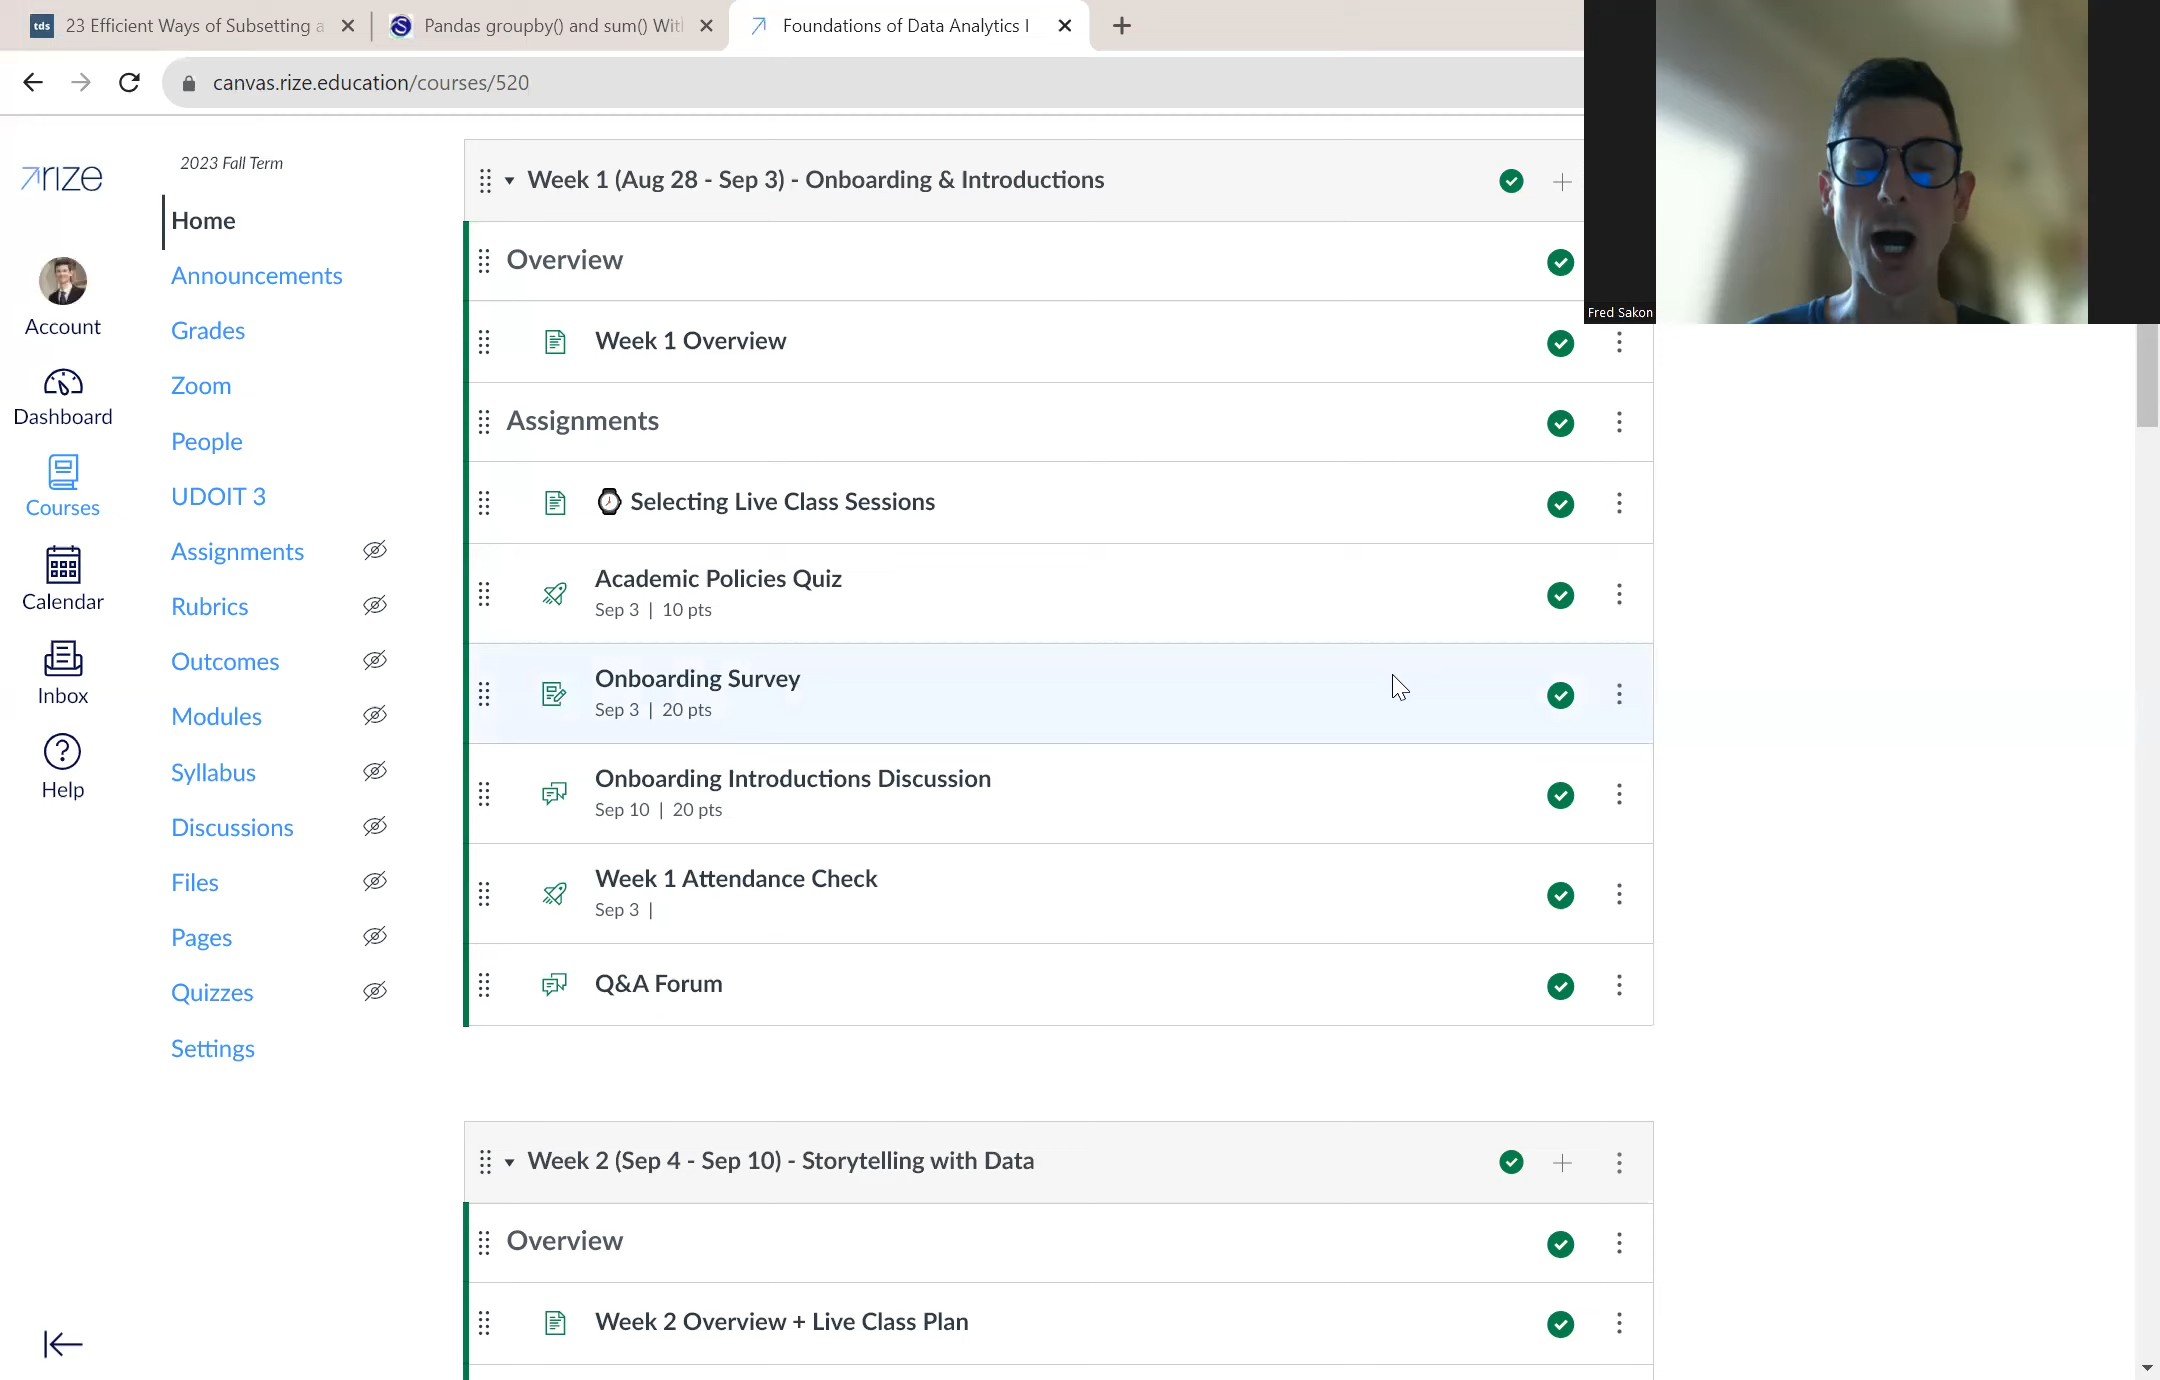 tds 23 Efficient Ways of Subsetting a
Pandas groupby() and sum() Wit
Foundations of Data Analytics I
canvas.rize.education/courses/520
Fred Sakon
rize
Account
Dashboard
Courses
Calendar
Inbox
Help
2023 Fall Term
Home
Announcements
Grades
Zoom
People
UDOIT 3
Assignments
Rubrics
Outcomes
Modules
Syllabus
Discussions
Files
Pages
Quizzes
Settings
Week 1 (Aug 28 - Sep 3) - Onboarding & Introductions
Overview
Week 1 Overview
Assignments
Selecting Live Class Sessions
Academic Policies Quiz
Sep 3 | 10 pts
Onboarding Survey
Sep 3 | 20 pts
Onboarding Introductions Discussion
Sep 10 | 20 pts
Week 1 Attendance Check
Sep 3 |
Q&A Forum
Week 2 (Sep 4 - Sep 10) - Storytelling with Data
Overview
Week 2 Overview + Live Class Plan